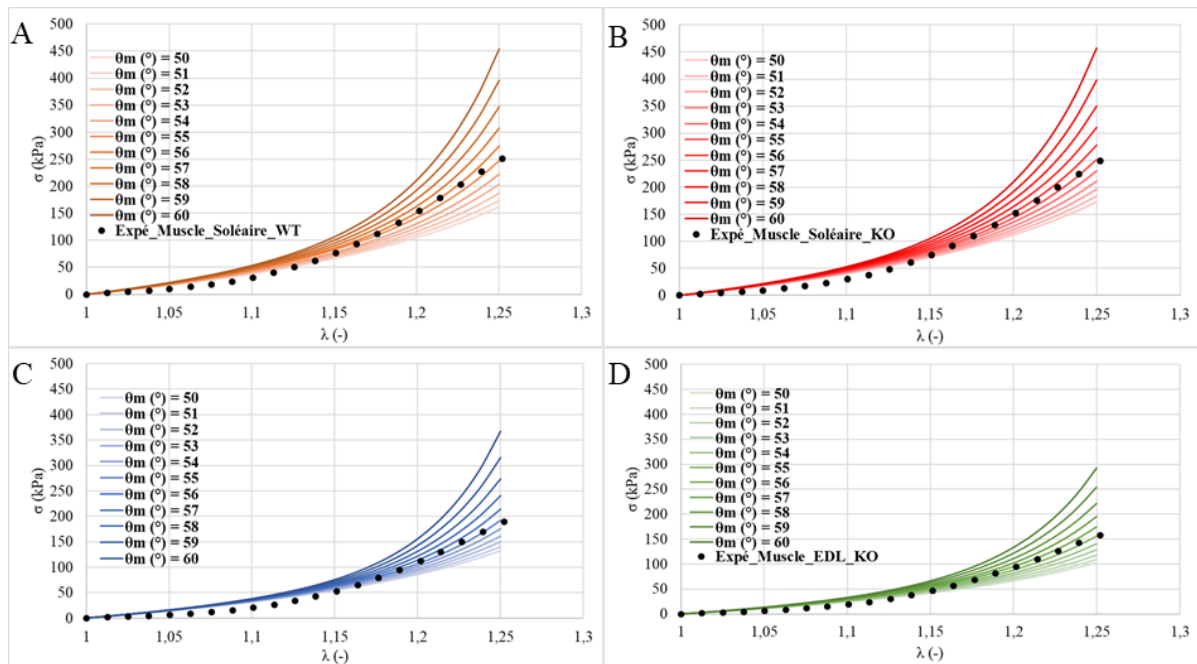 A
500
450
400
350
300
250
200
150
100
50
0
σ (kPa)
θm (°) = 50
θm (°) = 51
θm (°) = 52
θm (°) = 53
θm (°) = 54
θm (°) = 55
θm (°) = 56
θm (°) = 57
θm (°) = 58
θm (°) = 59
θm (°) = 60
Expé_Muscle_Soléaire_WT
1 1,05 1,1 1,15 1,2 1,25 1,3
λ (-)
B
500
450
400
350
300
250
200
150
100
50
0
σ (kPa)
θm (°) = 50
θm (°) = 51
θm (°) = 52
θm (°) = 53
θm (°) = 54
θm (°) = 55
θm (°) = 56
θm (°) = 57
θm (°) = 58
θm (°) = 59
θm (°) = 60
Expé_Muscle_Soléaire_KO
1 1,05 1,1 1,15 1,2 1,25 1,3
λ (-)
C
500
450
400
350
300
250
200
150
100
50
0
σ (kPa)
θm (°) = 50
θm (°) = 51
θm (°) = 52
θm (°) = 53
θm (°) = 54
θm (°) = 55
θm (°) = 56
θm (°) = 57
θm (°) = 58
θm (°) = 59
θm (°) = 60
1 1,05 1,1 1,15 1,2 1,25 1,3
λ (-)
D
500
450
400
350
300
250
200
150
100
50
0
σ (kPa)
θm (°) = 50
θm (°) = 51
θm (°) = 52
θm (°) = 53
θm (°) = 54
θm (°) = 55
θm (°) = 56
θm (°) = 57
θm (°) = 58
θm (°) = 59
θm (°) = 60
Expé_Muscle_EDL_KO
1 1,05 1,1 1,15 1,2 1,25 1,3
λ (-)